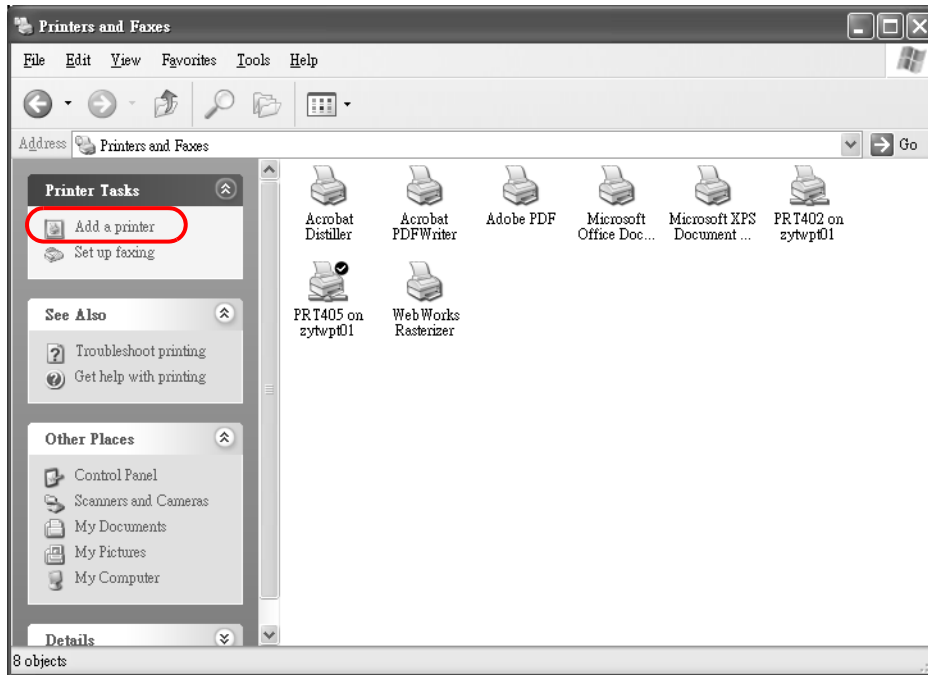 Printers and Faxes
File Edit View Favorites Tools Help
Address Printers and Faxes Go
Printer Tasks
Add a printer
Set up faxing
See Also
Troubleshoot printing
Get help with printing
Other Places
Control Panel
Scanners and Cameras
My Documents
My Pictures
My Computer
Details
Acrobat
Distiller
Acrobat
PDFWriter
Adobe PDF
Microsoft
Office Doc...
Microsoft XPS
Document ...
PRT402 on
zytwpt01
PRT405 on
zytwpt01
WebWorks
Rasterizer
8 objects